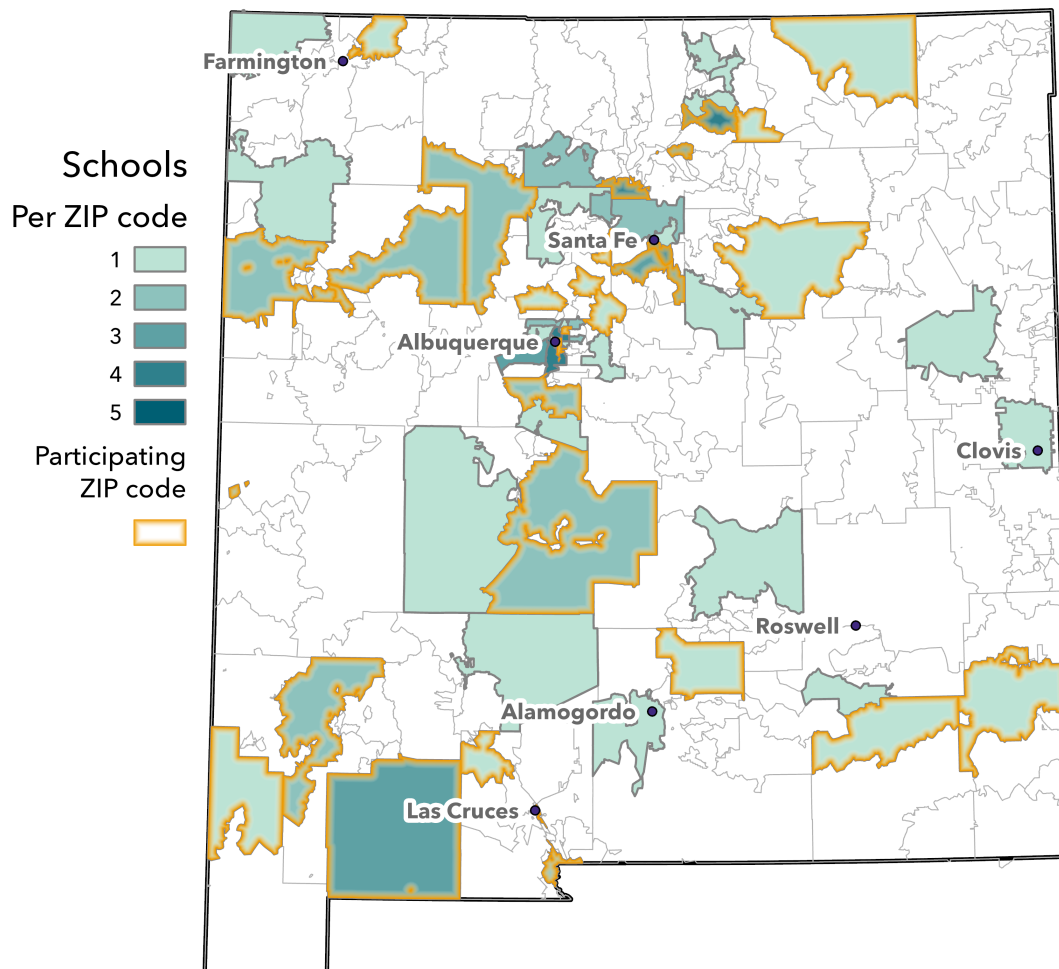 Farmington
Schools
Per ZIP code
1
2
3
4
5
Participating
ZIP code
Santa Fe
Albuquerque
Clovis
Roswell
Alamogordo
Las Cruces